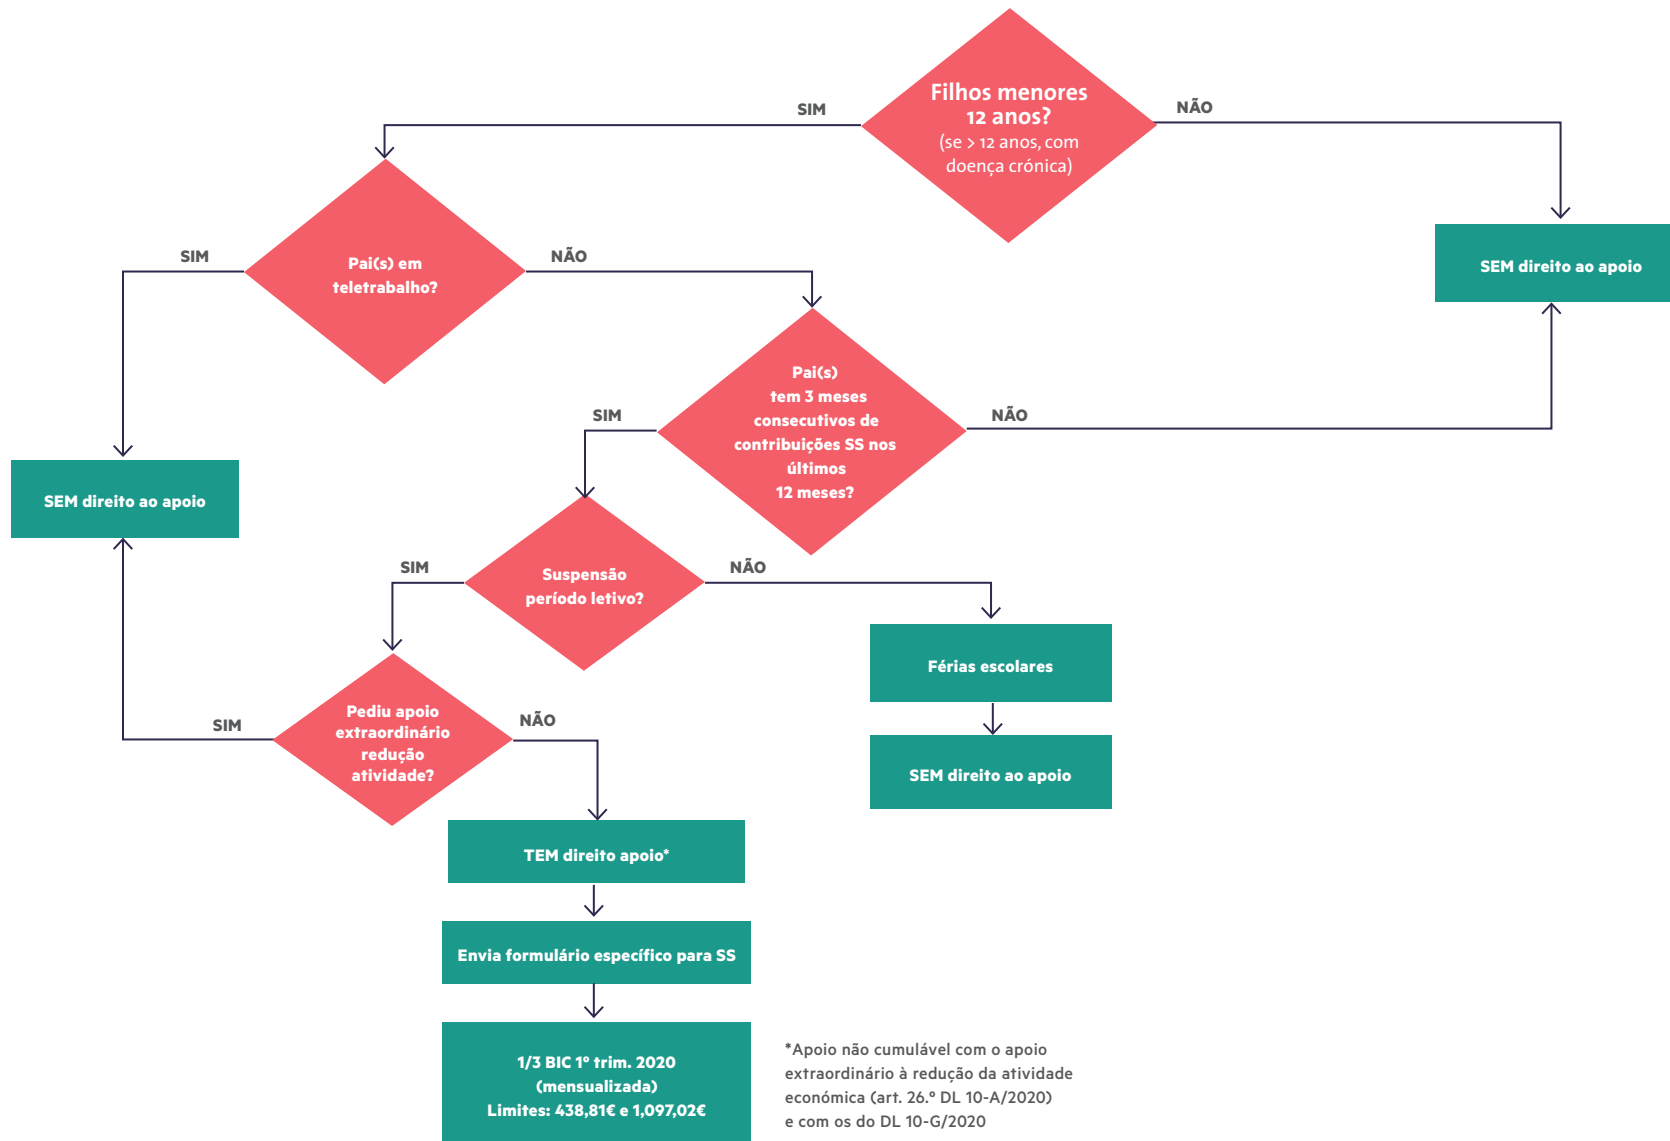 Filhos menores
12 anos?
(se > 12 anos, com
doença crónica)
SIM
NÃO
SEM direito ao apoio
Pai(s) em
teletrabalho?
SIM
NÃO
Pai(s)
tem 3 meses
consecutivos de
contribuições SS nos
últimos
12 meses?
SIM
NÃO
SEM direito ao apoio
Suspensão
período letivo?
SIM
NÃO
Férias escolares
SEM direito ao apoio
Pediu apoio
extraordinário
redução
atividade?
SIM
NÃO
TEM direito apoio*
Envia formulário específico para SS
1/3 BIC 1º trim. 2020
(mensualizada)
Limites: 438,81€ e 1,097,02€
*Apoio não cumulável com o apoio
extraordinário à redução da atividade
económica (art. 26.º DL 10-A/2020)
e com os do DL 10-G/2020